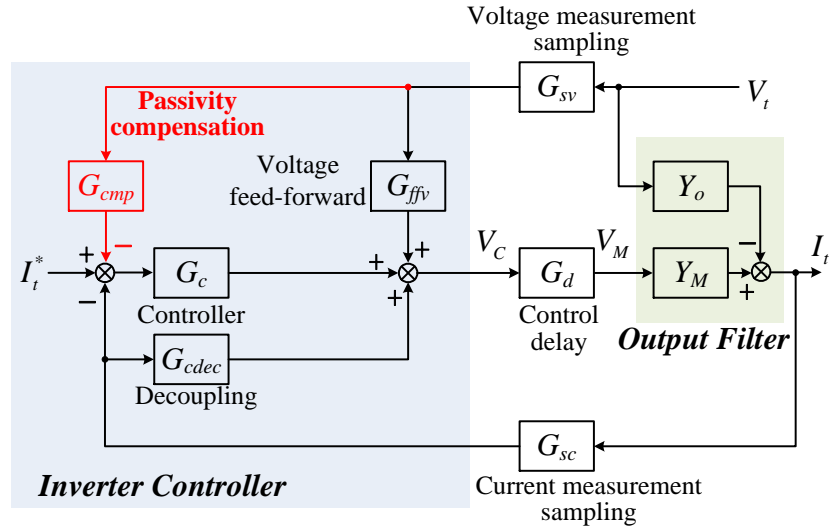 Voltage measurement
sampling
Passivity
compensation
G_sv
V_t
Voltage
feed-forward
G_cmp
G_ffv
Y_o
+
−
+
−
I_t^*
−
G_c
+
+
V_C
G_d
V_M
Y_M
+
I_t
Controller
Control
delay
Output Filter
G_cdec
Decoupling
G_sc
Inverter Controller
Current measurement
sampling